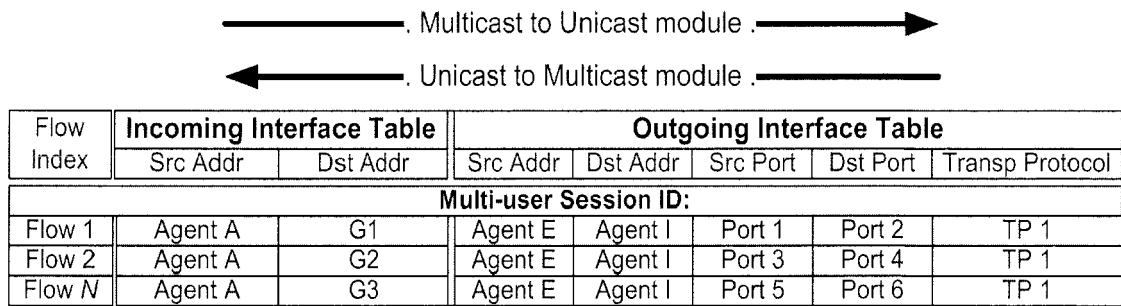 . Multicast to Unicast module .
. Unicast to Multicast module .
Flow Index Incoming Interface Table Outgoing Interface Table
Src Addr Dst Addr Src Addr Dst Addr Src Port Dst Port Transp Protocol
Multi-user Session ID:
Flow 1 Agent A G1 Agent E Agent I Port 1 Port 2 TP 1
Flow 2 Agent A G2 Agent E Agent I Port 3 Port 4 TP 1
Flow N Agent A G3 Agent E Agent I Port 5 Port 6 TP 1